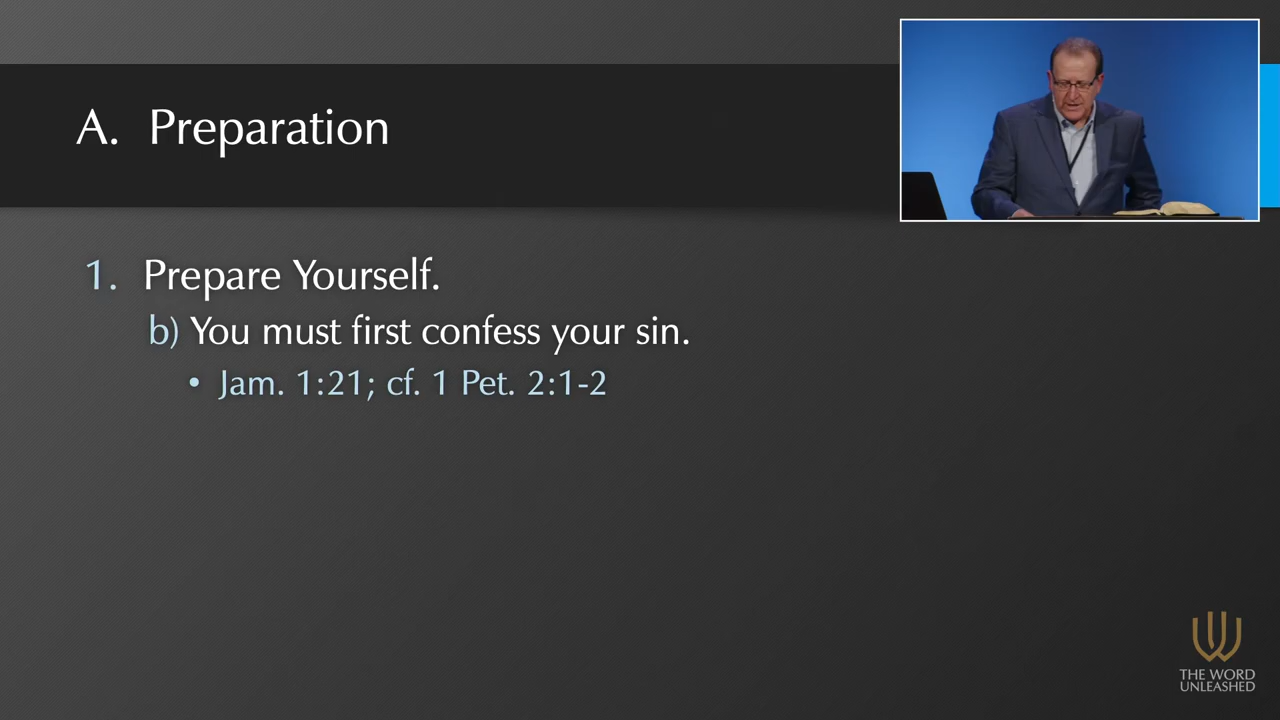 A. Preparation
1. Prepare Yourself.
b) You must first confess your sin.
• Jam. 1:21; cf. 1 Pet. 2:1-2
THE WORD
UNLEASHED